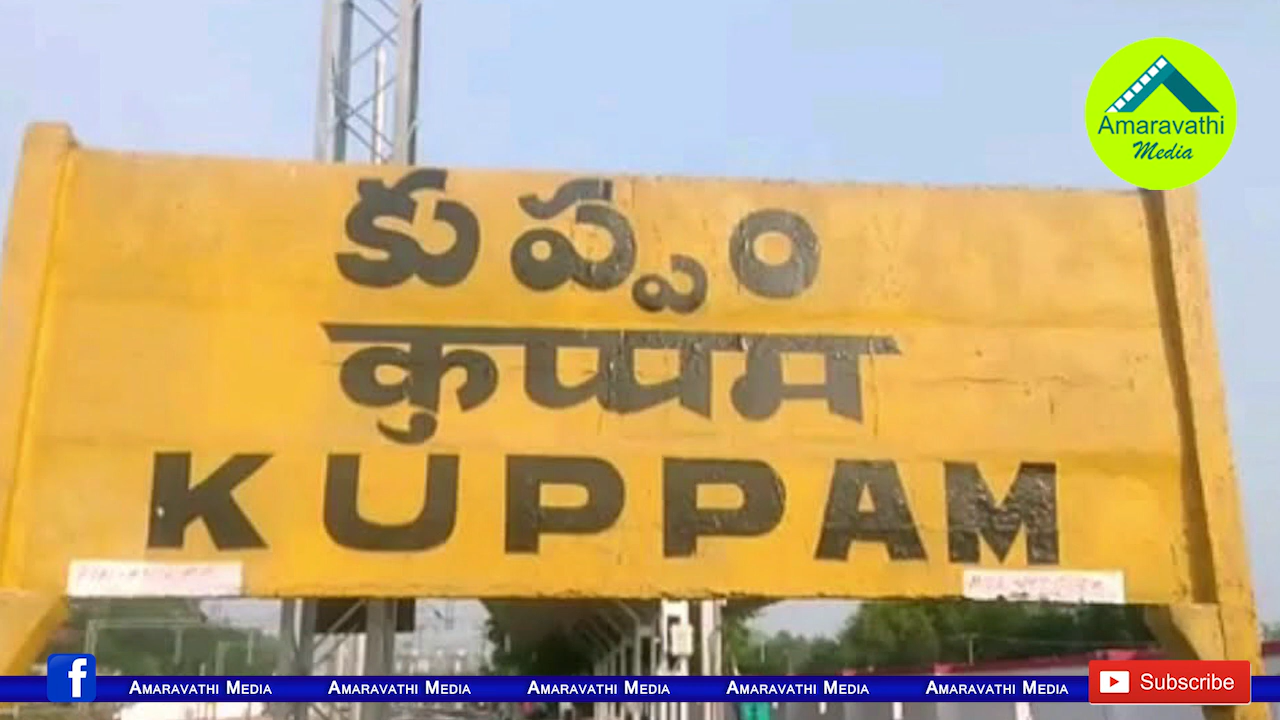 Amaravathi
Media
కుప్పం
कुप्पम
KUPPAM
f AMARAVATHI MEDIA AMARAVATHI MEDIA AMARAVATHI MEDIA AMARAVATHI MEDIA AMARAVATHI MEDIA Subscribe